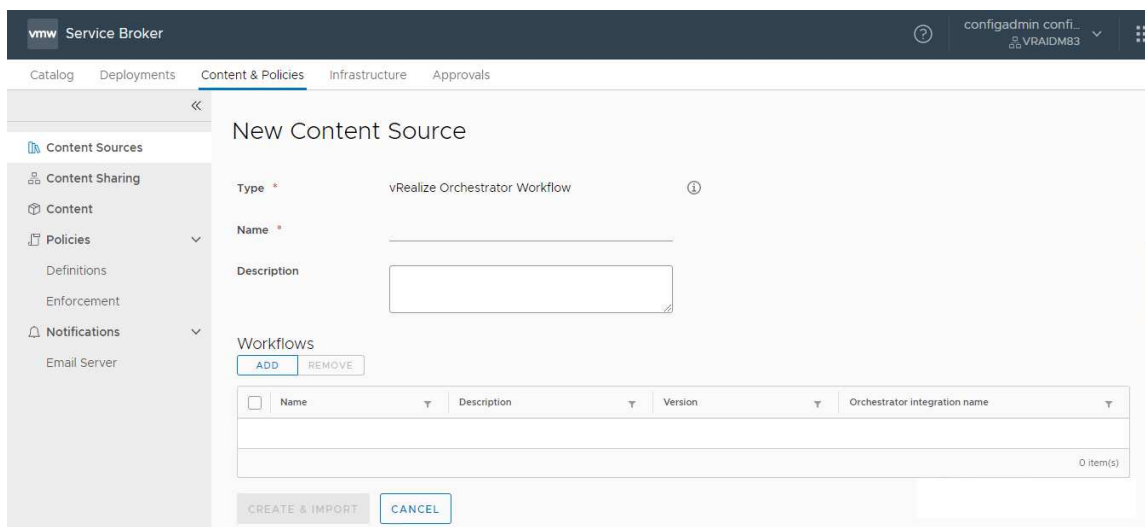 vmw Service Broker
configadmin confi...
VRAIDM83
Catalog Deployments Content & Policies Infrastructure Approvals
Content Sources
Content Sharing
Content
Policies
Definitions
Enforcement
Notifications
Email Server
New Content Source
Type * vRealize Orchestrator Workflow
Name *
Description
Workflows
ADD REMOVE
Name Description Version Orchestrator integration name
0 item(s)
CREATE & IMPORT CANCEL